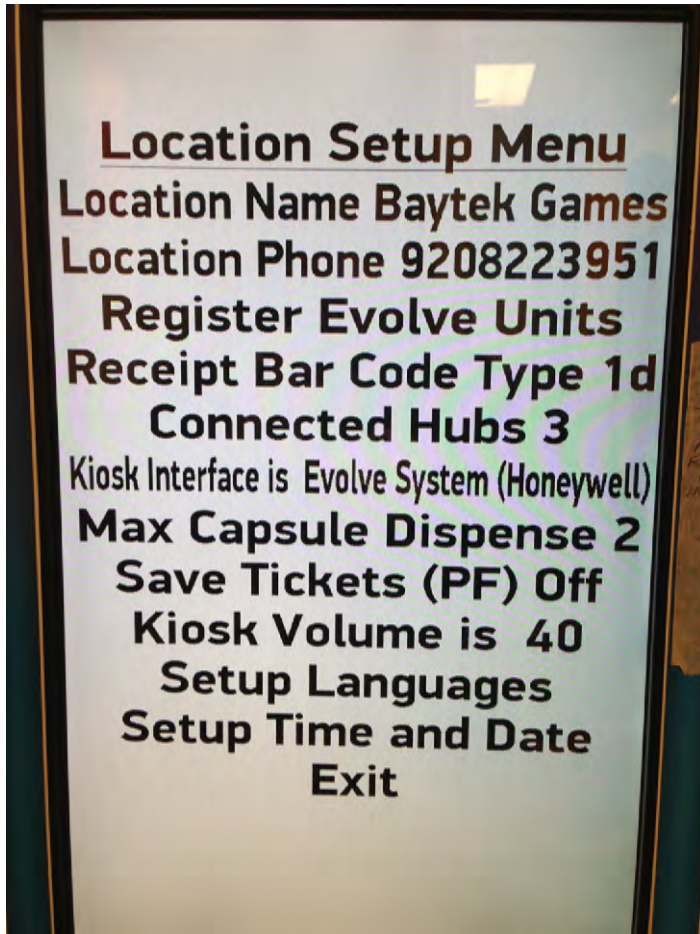 Location Setup Menu
Location Name Baytek Games
Location Phone 9208223951
Register Evolve Units
Receipt Bar Code Type 1d
Connected Hubs 3
Kiosk Interface is Evolve System (Honeywell)
Max Capsule Dispense 2
Save Tickets (PF) Off
Kiosk Volume is 40
Setup Languages
Setup Time and Date
Exit